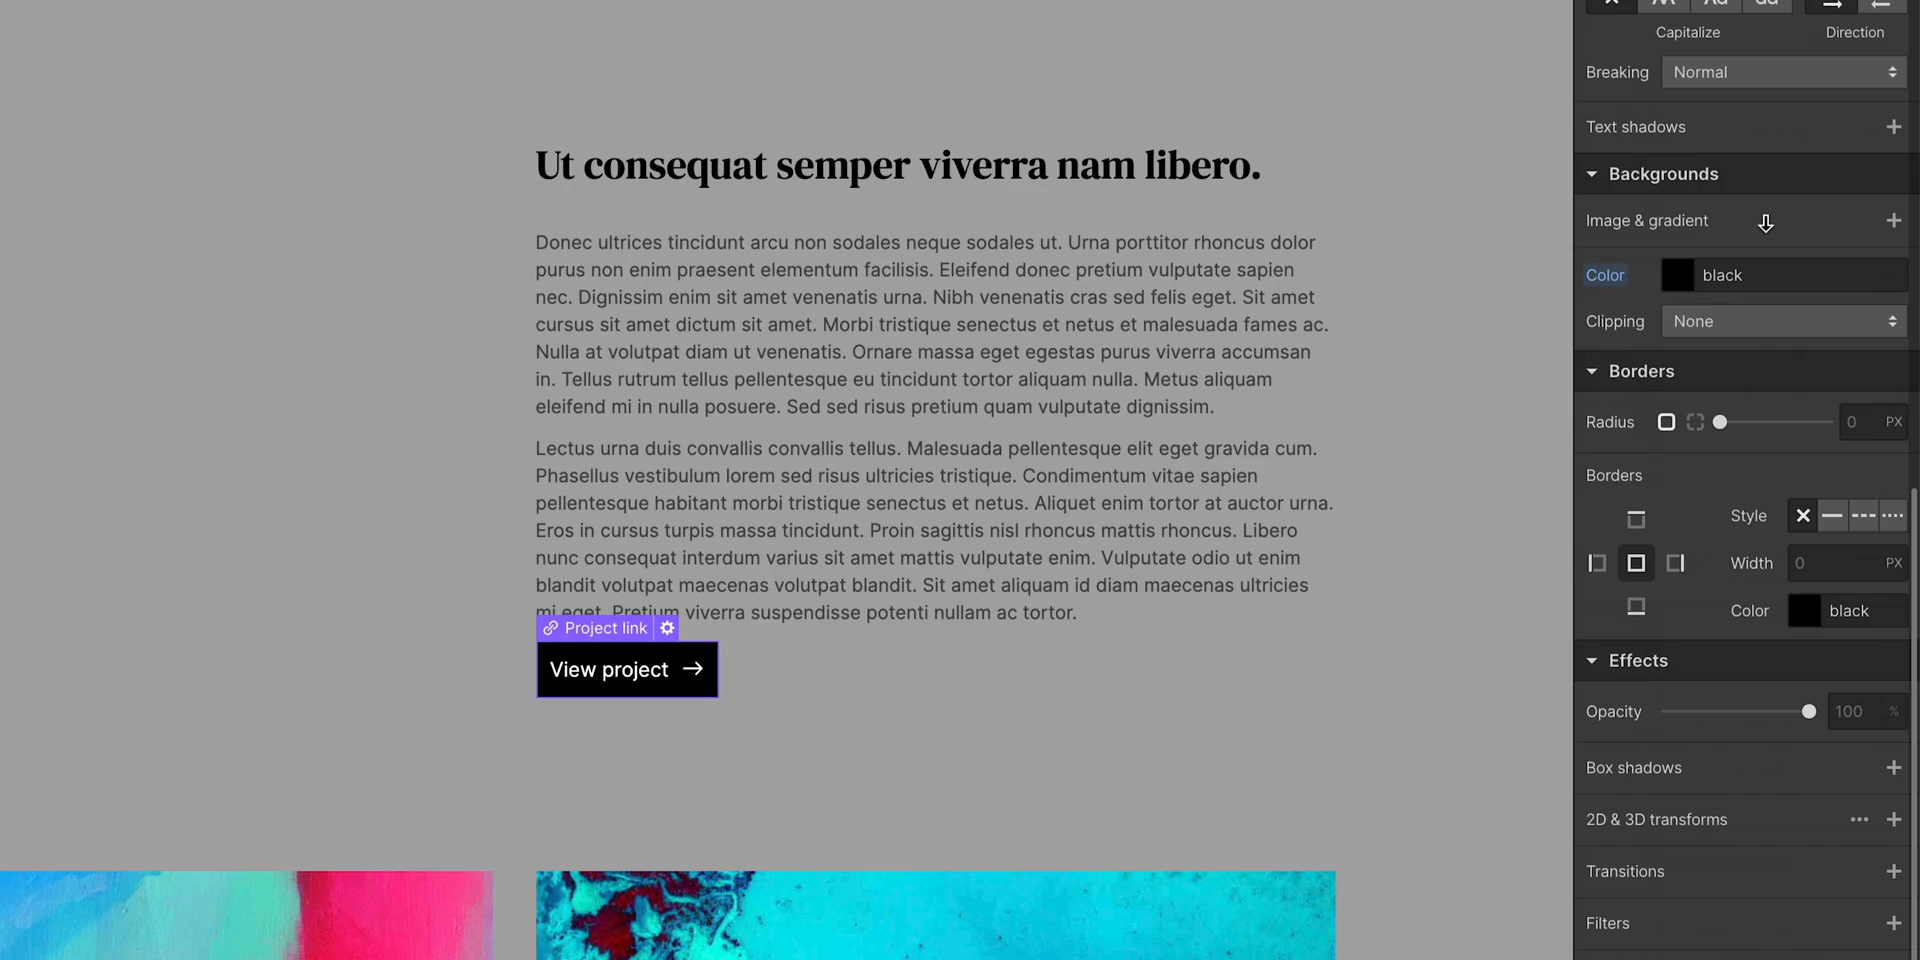 Capitalize
Direction
Breaking
Normal
Text shadows
Backgrounds
Image & gradient
Color
black
Clipping
None
Borders
Radius
0 PX
Borders
Style
Width
0 PX
Color
black
Effects
Opacity
100 %
Box shadows
2D & 3D transforms
Transitions
Filters
Ut consequat semper viverra nam libero.
Donec ultrices tincidunt arcu non sodales neque sodales ut. Urna porttitor rhoncus dolor
purus non enim praesent elementum facilisis. Eleifend donec pretium vulputate sapien
nec. Dignissim enim sit amet venenatis urna. Nibh venenatis cras sed felis eget. Sit amet
cursus sit amet dictum sit amet. Morbi tristique senectus et netus et malesuada fames ac.
Nulla at volutpat diam ut venenatis. Ornare massa eget egestas purus viverra accumsan
in. Tellus rutrum tellus pellentesque eu tincidunt tortor aliquam nulla. Metus aliquam
eleifend mi in nulla posuere. Sed sed risus pretium quam vulputate dignissim.
Lectus urna duis convallis convallis tellus. Malesuada pellentesque elit eget gravida cum.
Phasellus vestibulum lorem sed risus ultricies tristique. Condimentum vitae sapien
pellentesque habitant morbi tristique senectus et netus. Aliquet enim tortor at auctor urna.
Eros in cursus turpis massa tincidunt. Proin sagittis nisl rhoncus mattis rhoncus. Libero
nunc consequat interdum varius sit amet mattis vulputate enim. Vulputate odio ut enim
blandit volutpat maecenas volutpat blandit. Sit amet aliquam id diam maecenas ultricies
mi eget. Pretium viverra suspendisse potenti nullam ac tortor.
Project link
View project →